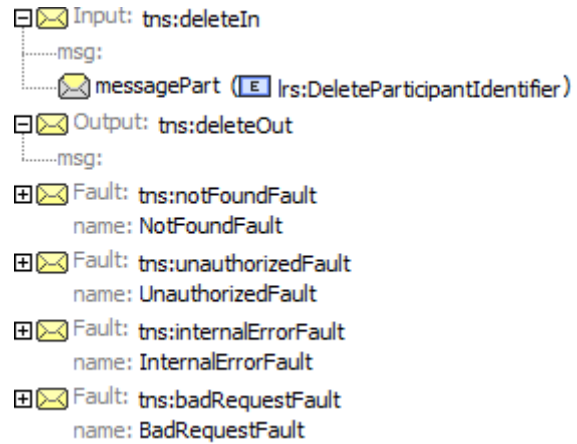 Input: tns:deleteIn
msg:
messagePart (E lrs:DeleteParticipantIdentifier)
Output: tns:deleteOut
msg:
Fault: tns:notFoundFault
name: NotFoundFault
Fault: tns:unauthorizedFault
name: UnauthorizedFault
Fault: tns:internalErrorFault
name: InternalErrorFault
Fault: tns:badRequestFault
name: BadRequestFault